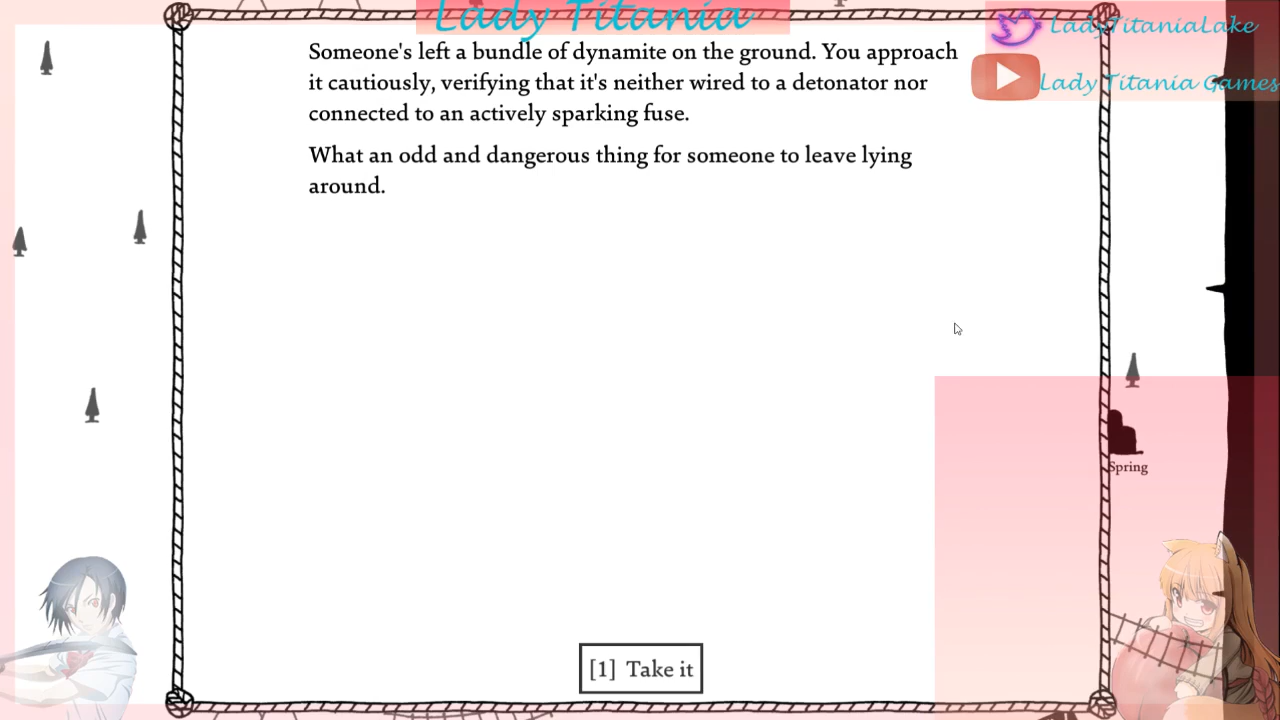 Lady Titania
LadyTitaniaLake
Lady Titania Games
Someone's left a bundle of dynamite on the ground. You approach
it cautiously, verifying that it's neither wired to a detonator nor
connected to an actively sparking fuse.
What an odd and dangerous thing for someone to leave lying
around.
Spring
[1] Take it